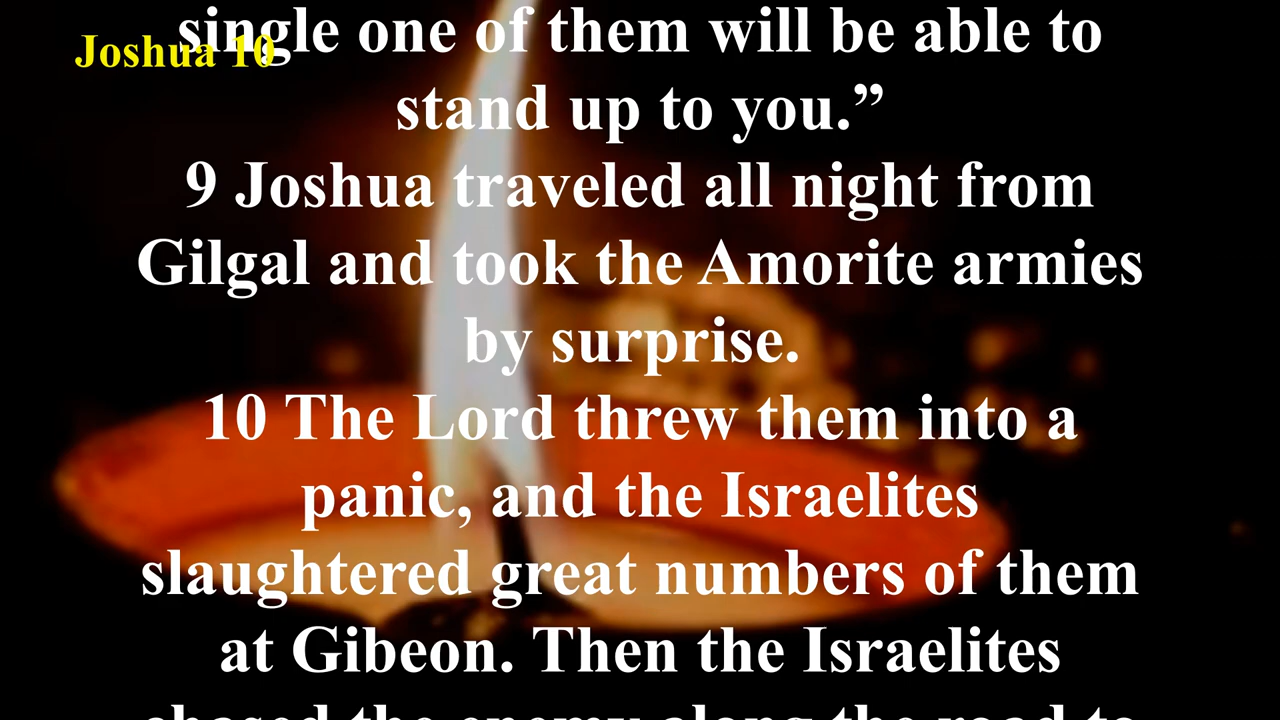 Joshua 10
single one of them will be able to
stand up to you.”
9 Joshua traveled all night from
Gilgal and took the Amorite armies
by surprise.
10 The Lord threw them into a
panic, and the Israelites
slaughtered great numbers of them
at Gibeon. Then the Israelites
chased the enemy along the road to